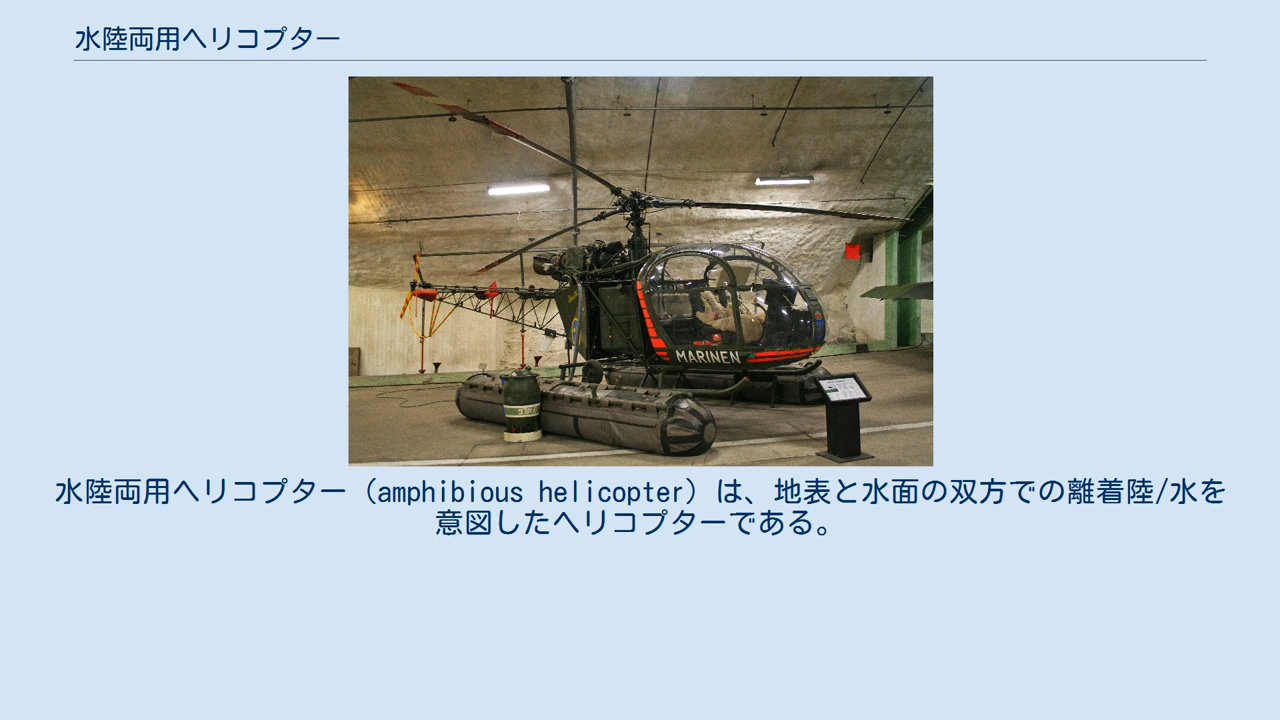 水陸両用ヘリコプター
MARINEN
水陸両用ヘリコプター（amphibious helicopter）は、地表と水面の双方での離着陸/水を
意図したヘリコプターである。